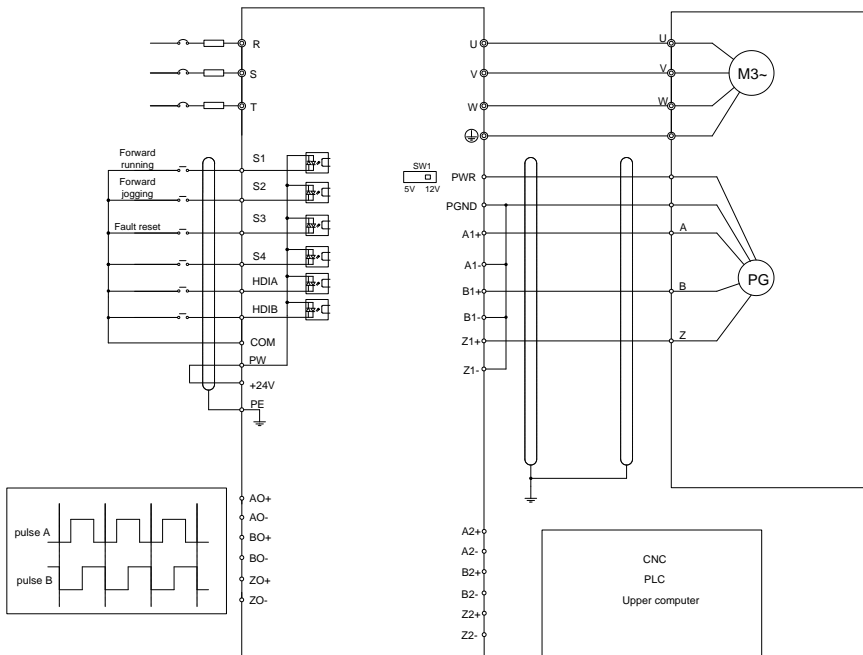 R
S
T
Forward
running
S1
Forward
jogging
S2
Fault reset
S3
S4
HDIA
HDIB
COM
PW
+24V
PE
AO+
AO-
BO+
BO-
ZO+
ZO-
pulse A
pulse B
U
V
W
SW1
5V 12V
PWR
PGND
A1+
A1-
B1+
B1-
Z1+
Z1-
A2+
A2-
B2+
B2-
Z2+
Z2-
U
V
W
M3~
A
B
Z
PG
CNC
PLC
Upper computer